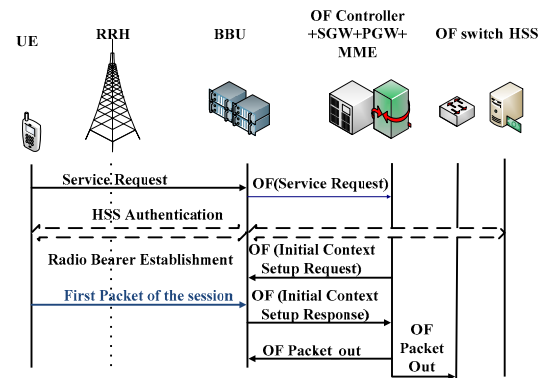 UE
RRH
BBU
OF Controller
+SGW+PGW+
MME
OF switch HSS
Service Request
OF(Service Request)
HSS Authentication
Radio Bearer Establishment
OF (Initial Context
Setup Request)
First Packet of the session
OF (Initial Context
Setup Response)
OF Packet out
OF
Packet
Out